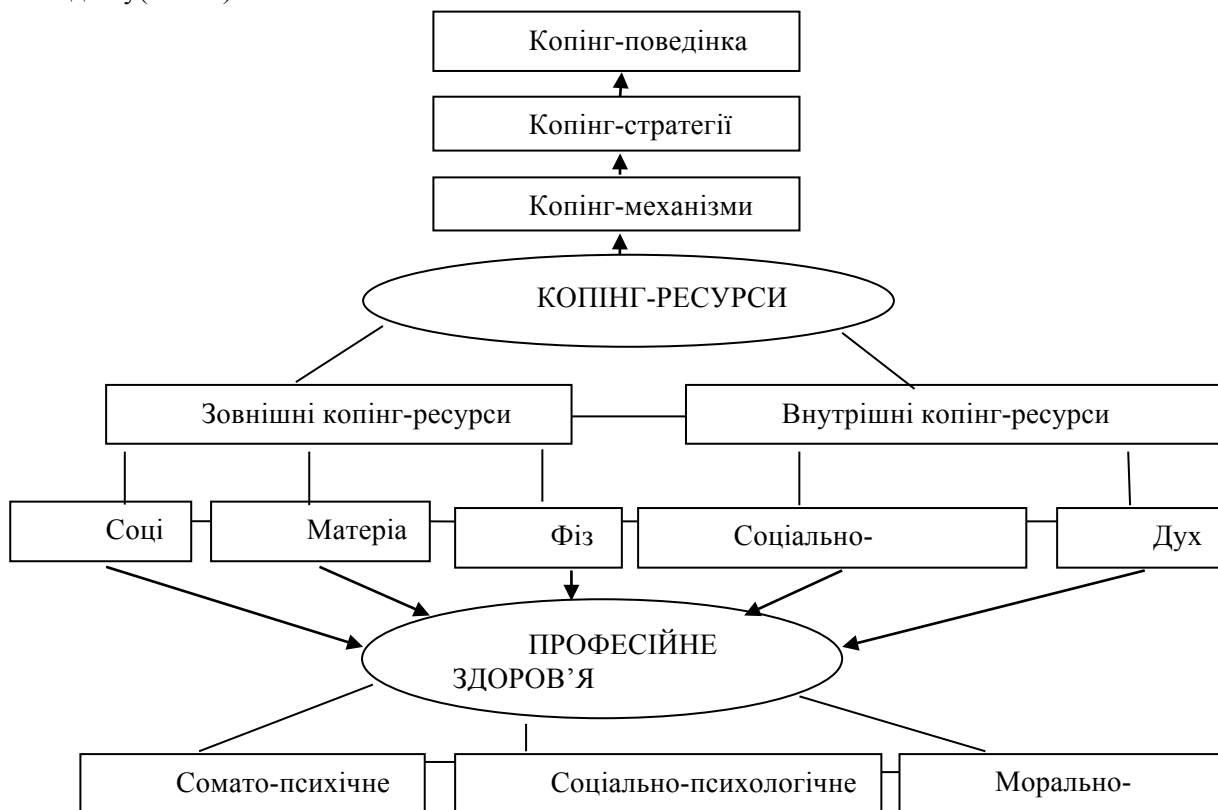 Копінг-поведінка
Копінг-стратегії
Копінг-механізми
КОПІНГ-РЕСУРСИ
Зовнішні копінг-ресурси
Внутрішні копінг-ресурси
Соці
Матеріа
Фіз
Соціально-
Дух
ПРОФЕСІЙНЕ
ЗДОРОВ’Я
Сомато-психічне
Соціально-психологічне
Морально-